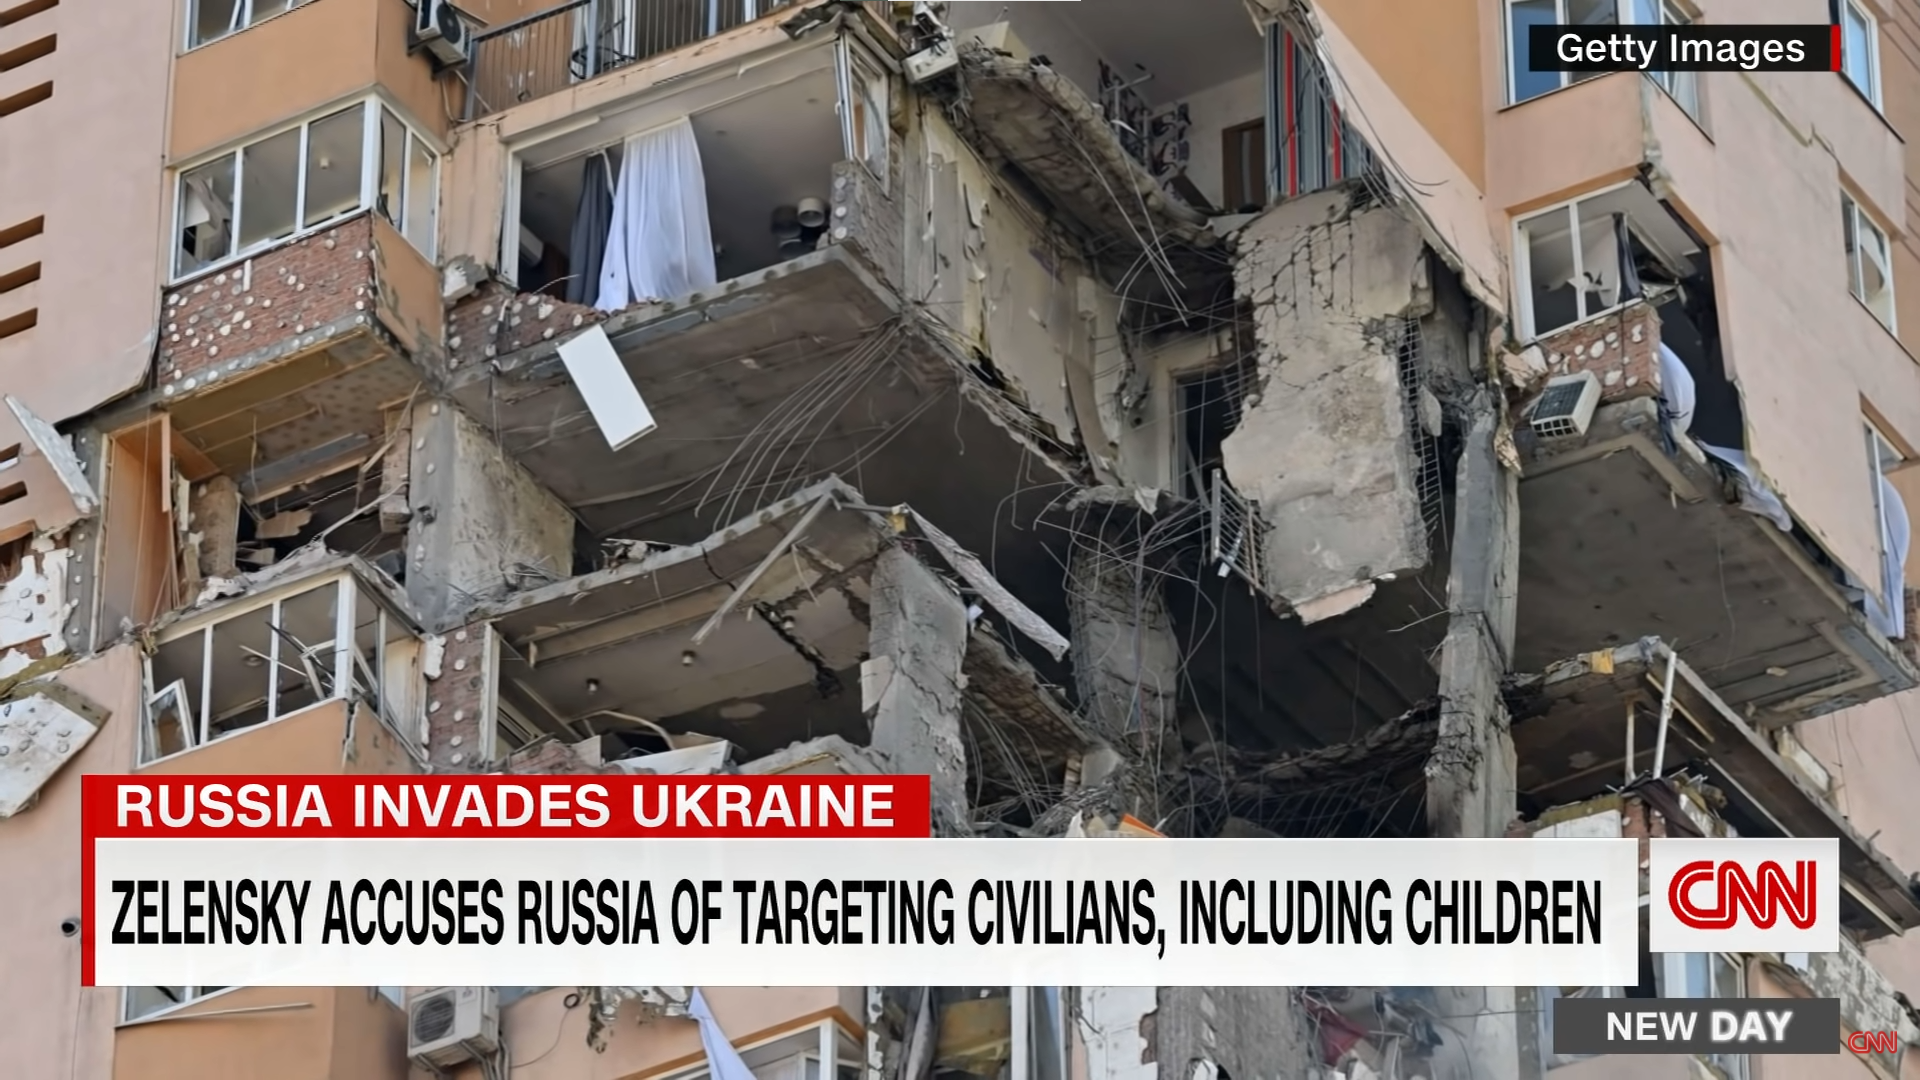 Getty Images
RUSSIA INVADES UKRAINE
ZELENSKY ACCUSES RUSSIA OF TARGETING CIVILIANS, INCLUDING CHILDREN
CNN
NEW DAY
CNN